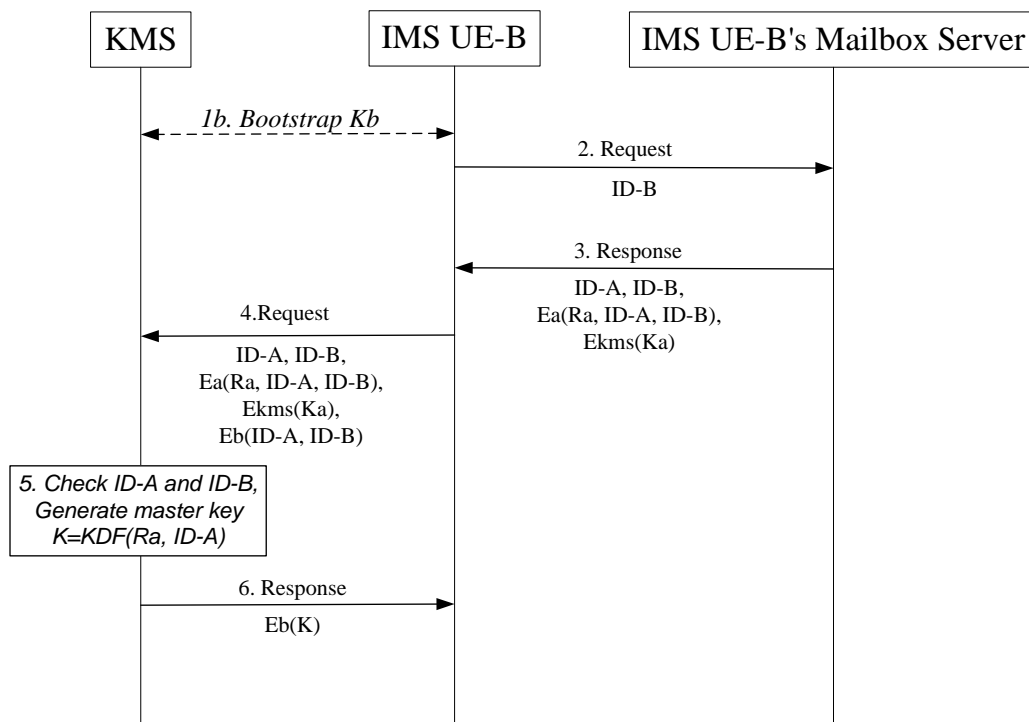 KMS
IMS UE-B
IMS UE-B's Mailbox Server
1b. Bootstrap Kb
2. Request
ID-B
3. Response
ID-A, ID-B,
Ea(Ra, ID-A, ID-B),
Ekms(Ka)
4.Request
ID-A, ID-B,
Ea(Ra, ID-A, ID-B),
Ekms(Ka),
Eb(ID-A, ID-B)
5. Check ID-A and ID-B,
Generate master key
K=KDF(Ra, ID-A)
6. Response
Eb(K)